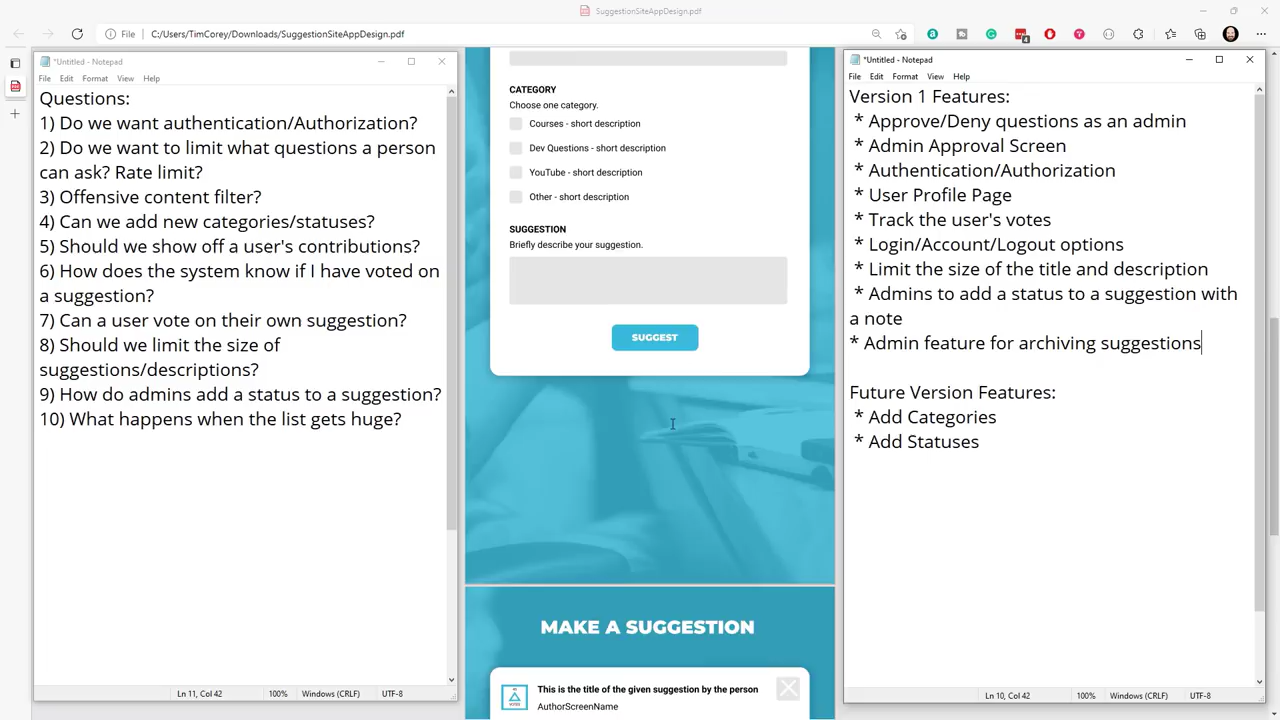 SuggestionSiteAppDesign.pdf
File
C:/Users/TimCorey/Downloads/SuggestionSiteAppDesign.pdf
*Untitled - Notepad
File Edit Format View Help
Questions:
1) Do we want authentication/Authorization?
2) Do we want to limit what questions a person
can ask? Rate limit?
3) Offensive content filter?
4) Can we add new categories/statuses?
5) Should we show off a user's contributions?
6) How does the system know if I have voted on
a suggestion?
7) Can a user vote on their own suggestion?
8) Should we limit the size of
suggestions/descriptions?
9) How do admins add a status to a suggestion?
10) What happens when the list gets huge?
Ln 11, Col 42 100% Windows (CRLF) UTF-8
CATEGORY
Choose one category.
Courses - short description
Dev Questions - short description
YouTube - short description
Other - short description
SUGGESTION
Briefly describe your suggestion.
SUGGEST
MAKE A SUGGESTION
This is the title of the given suggestion by the person
AuthorScreenName
*Untitled - Notepad
File Edit Format View Help
Version 1 Features:
* Approve/Deny questions as an admin
* Admin Approval Screen
* Authentication/Authorization
* User Profile Page
* Track the user's votes
* Login/Account/Logout options
* Limit the size of the title and description
* Admins to add a status to a suggestion with
a note
* Admin feature for archiving suggestions
Future Version Features:
* Add Categories
* Add Statuses
Ln 10, Col 42 100% Windows (CRLF) UTF-8